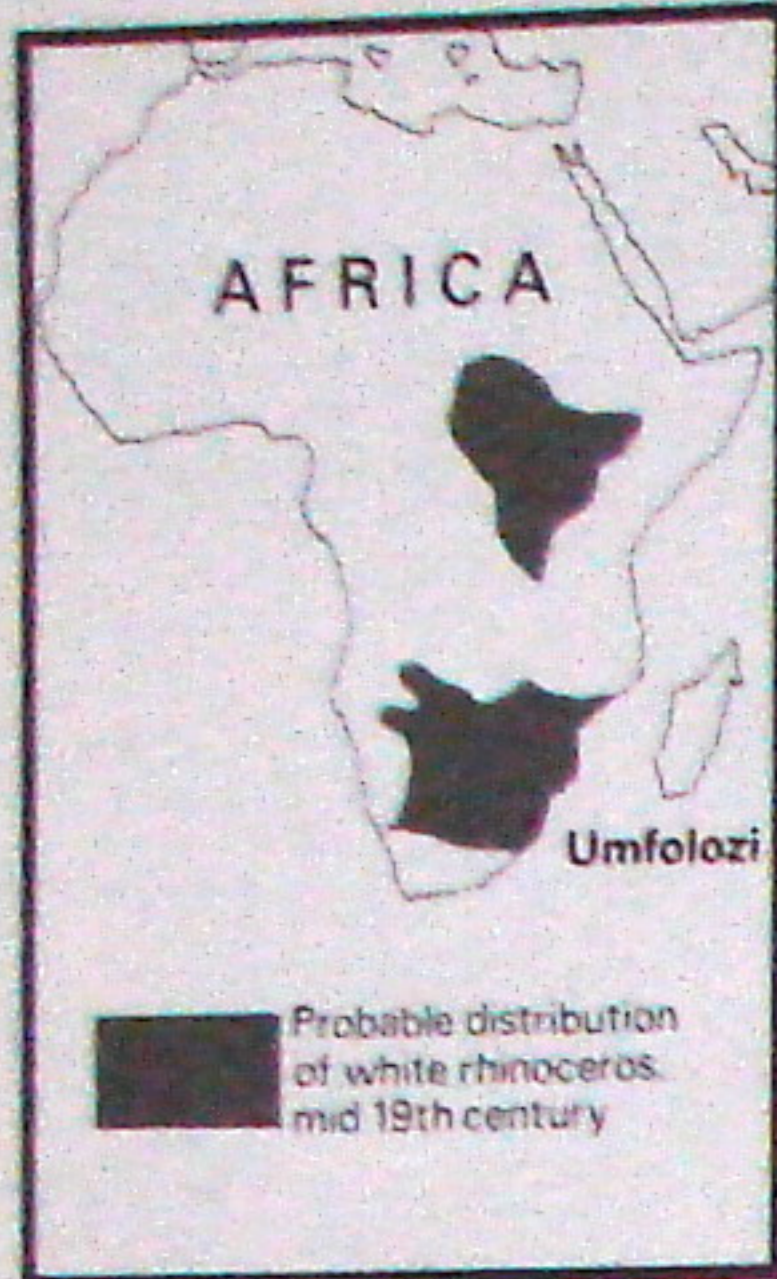 AFRICA
Umfolozi
Probable distribution
of white rhinoceros.
mid 19th century